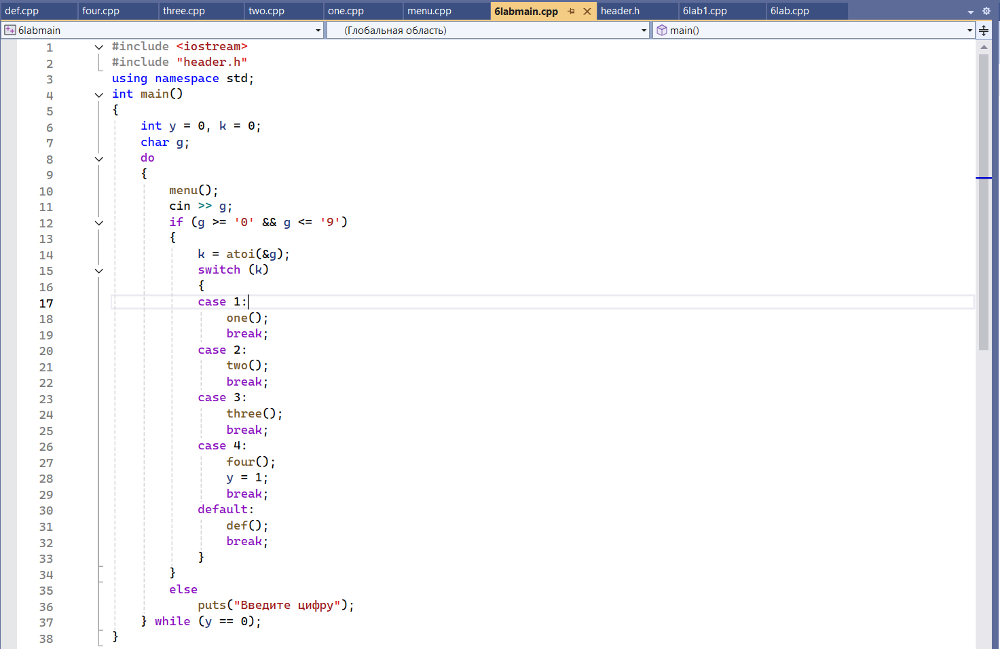 def.cpp four.cpp three.cpp two.cpp one.cpp menu.cpp 6labmain.cpp header.h 6lab1.cpp 6lab.cpp
6labmain (Глобальная область) main()
1 #include <iostream>
2 #include "header.h"
3 using namespace std;
4 int main()
5 {
6 int y = 0, k = 0;
7 char g;
8 do
9 {
10 menu();
11 cin >> g;
12 if (g >= '0' && g <= '9')
13 {
14 k = atoi(&g);
15 switch (k)
16 {
17 case 1:
18 one();
19 break;
20 case 2:
21 two();
22 break;
23 case 3:
24 three();
25 break;
26 case 4:
27 four();
28 y = 1;
29 break;
30 default:
31 def();
32 break;
33 }
34 }
35 else
36 puts("Введите цифру");
37 } while (y == 0);
38 }